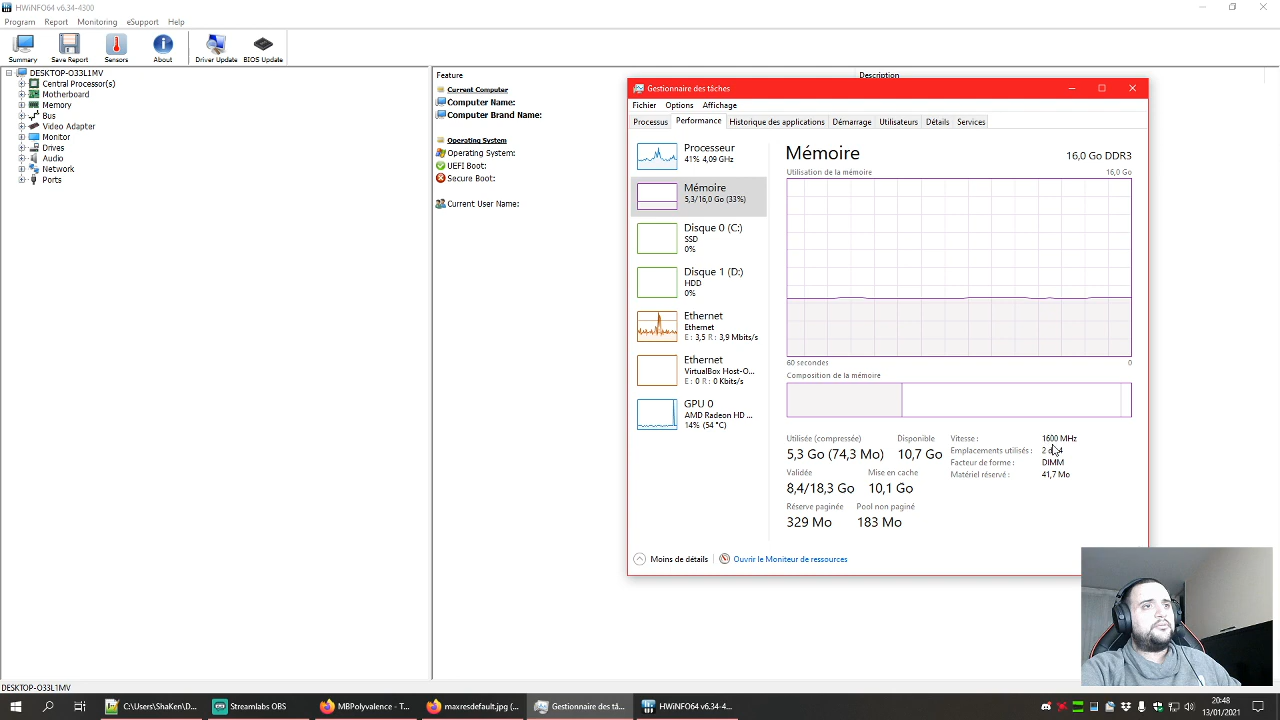 HWiNFO64 v6.34-4300
Program Report Monitoring eSupport Help
Summary Save Report Sensors About Driver Update BIOS Update
DESKTOP-O33L1MV
Central Processor(s)
Motherboard
Memory
Bus
Video Adapter
Monitor
Drives
Audio
Network
Ports
Feature Description
Current Computer
Computer Name:
Computer Brand Name:
Operating System
Operating System:
UEFI Boot:
Secure Boot:
Current User Name:
Gestionnaire des tâches
Fichier Options Affichage
Processus Performance Historique des applications Démarrage Utilisateurs Détails Services
Processeur
41% 4,09 GHz
Mémoire
5,3/16,0 Go (33%)
Disque 0 (C:)
SSD
0%
Disque 1 (D:)
HDD
0%
Ethernet
Ethernet
E : 3,5 R : 3,9 Mbits/s
Ethernet
VirtualBox Host-O...
E : 0 R : 0 Kbits/s
GPU 0
AMD Radeon HD ...
14% (54 °C)
Mémoire 16,0 Go DDR3
Utilisation de la mémoire 16,0 Go
60 secondes 0
Composition de la mémoire
Utilisée (compressée) Disponible
5,3 Go (74,3 Mo) 10,7 Go
Validée Mise en cache
8,4/18,3 Go 10,1 Go
Réserve paginée Pool non paginé
329 Mo 183 Mo
Vitesse : 1600 MHz
Emplacements utilisés : 2 4
Facteur de forme : DIMM
Matériel réservé : 41,7 Mo
Moins de détails Ouvrir le Moniteur de ressources
DESKTOP-O33L1MV
C:\Users\ShaKen\D... Streamlabs OBS MBPolyvalence - T... maxresdefault.jpg (... Gestionnaire des tâ... HWiNFO64 v6.34-4...
20:48
13/01/2021